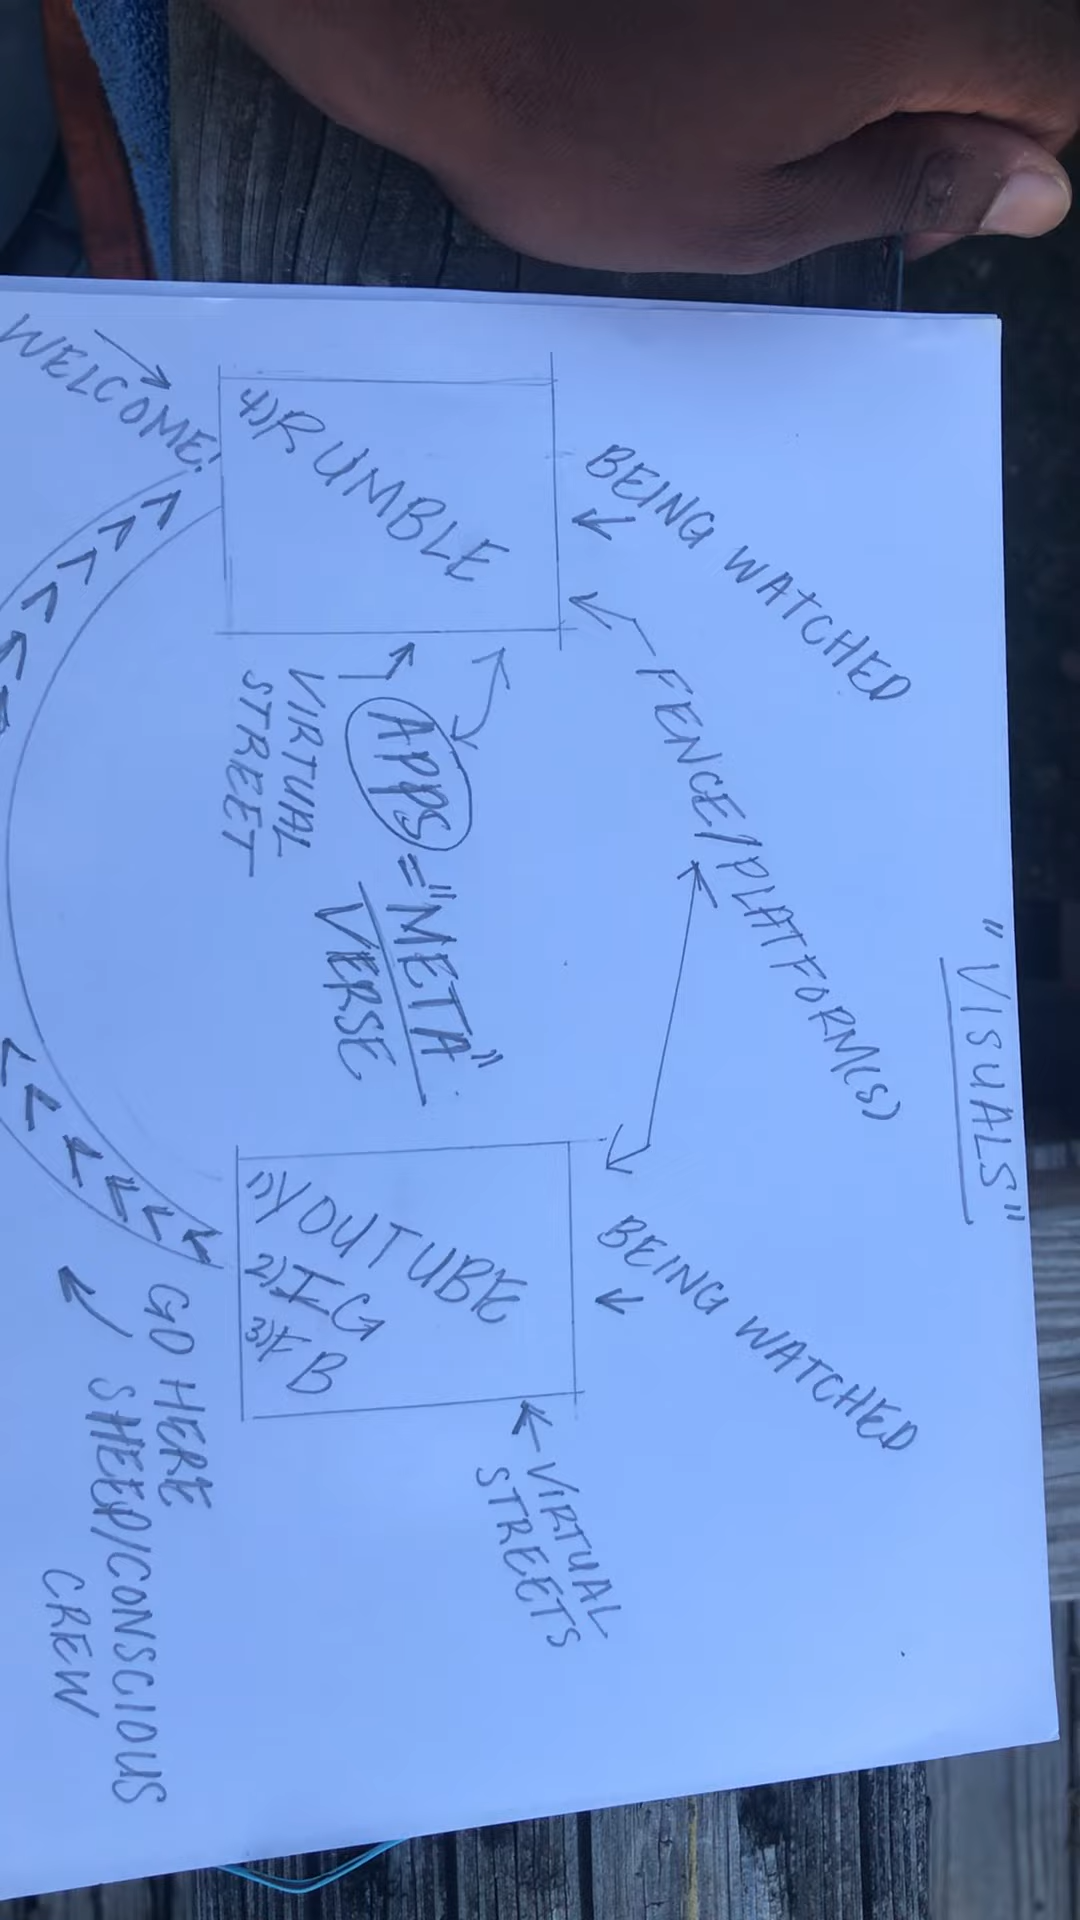 "VISUALS"
BEING WATCHED
FENCE/PLATFORM(S)
BEING WATCHED
4) RUMBLE
APPS = "META"
VERSE
VIRTUAL
STREET
1) YOUTUBE
2) IG
3) FB
VIRTUAL
STREETS
WELCOME!
GO HERE
SHEEP/CONSCIOUS
CREW